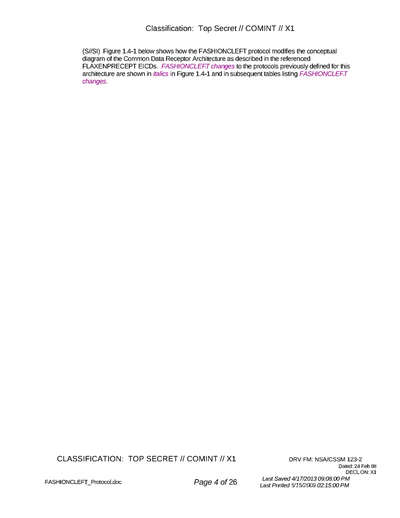 Classification: Top Secret // COMINT // X1
(S//SI) Figure 1.4-1 below shows how the FASHIONCLEFT protocol modifies the conceptual
diagram of the Common Data Receptor Architecture as described in the referenced
FLAXENPRECEPT EICDs. FASHIONCLEFT changes to the protocols previously defined for this
architecture are shown in italics in Figure 1.4-1 and in subsequent tables listing FASHIONCLEFT
changes.
CLASSIFICATION: TOP SECRET // COMINT // X1
DRV FM: NSA/CSSM 123-2
Dated: 24 Feb 98
DECL ON: X1
FASHIONCLEFT_Protocol.doc
Page 4 of 26
Last Saved 4/17/2013 09:08:00 PM
Last Printed 5/15/2009 02:15:00 PM